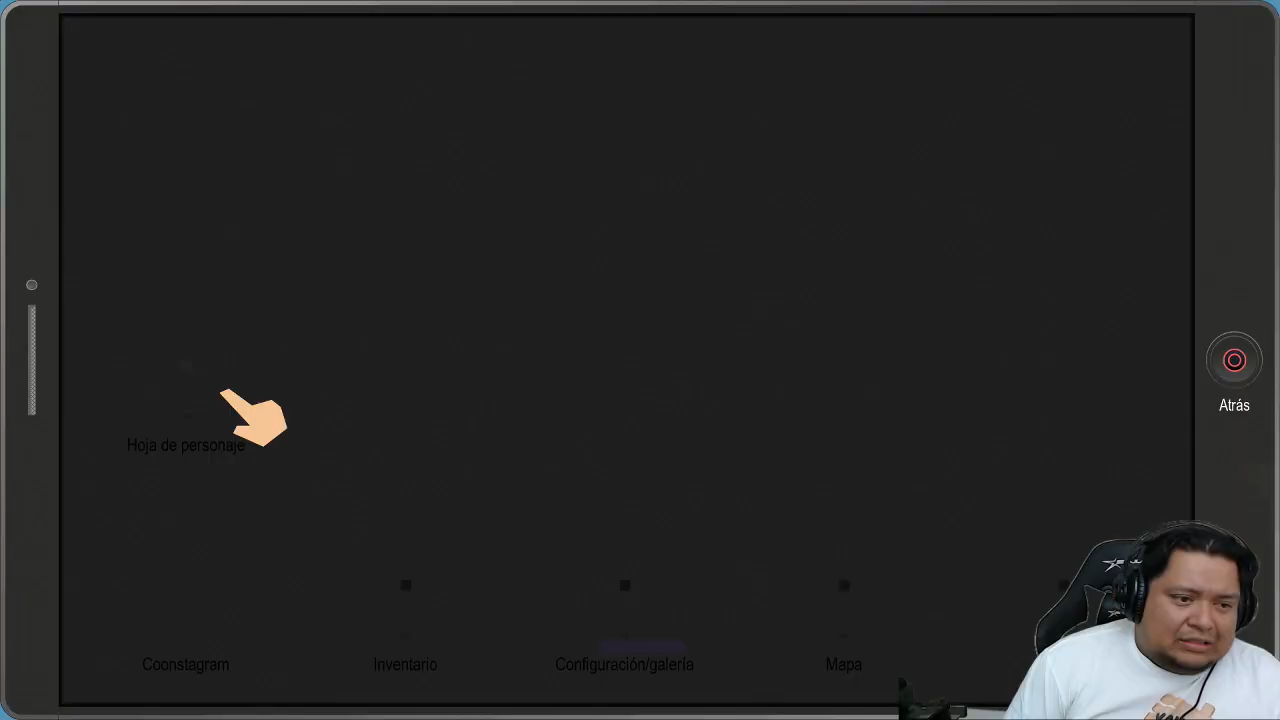 Atrás
Hoja de personaje
Coonstagram
Inventario
Configuración/galería
Mapa